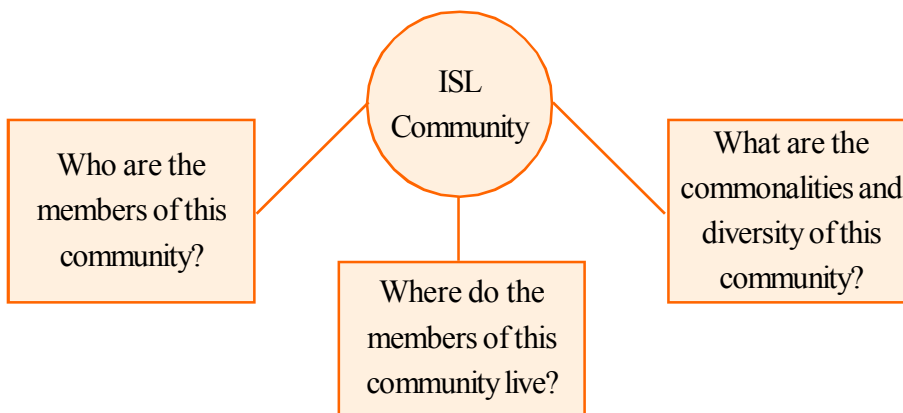 ISL
Community
Who are the
members of this
community?
Where do the
members of this
community live?
What are the
commonalities and
diversity of this
community?